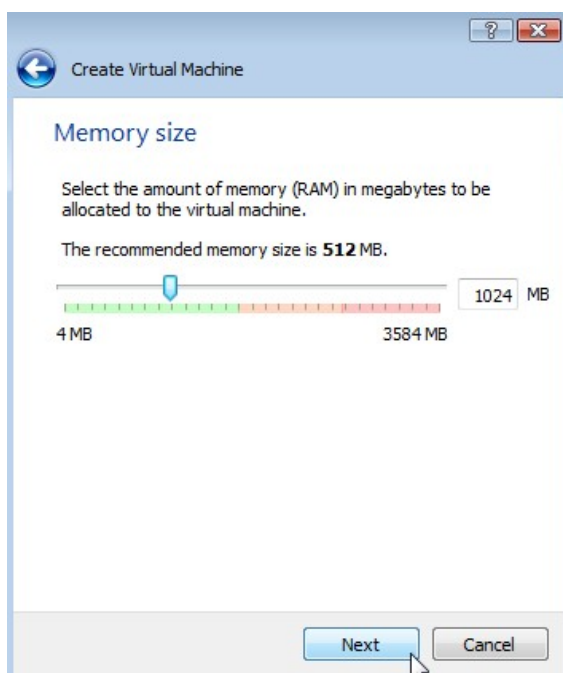 ?
Create Virtual Machine
Memory size
Select the amount of memory (RAM) in megabytes to be
allocated to the virtual machine.
The recommended memory size is 512 MB.
1024 MB
4 MB 3584 MB
Next Cancel